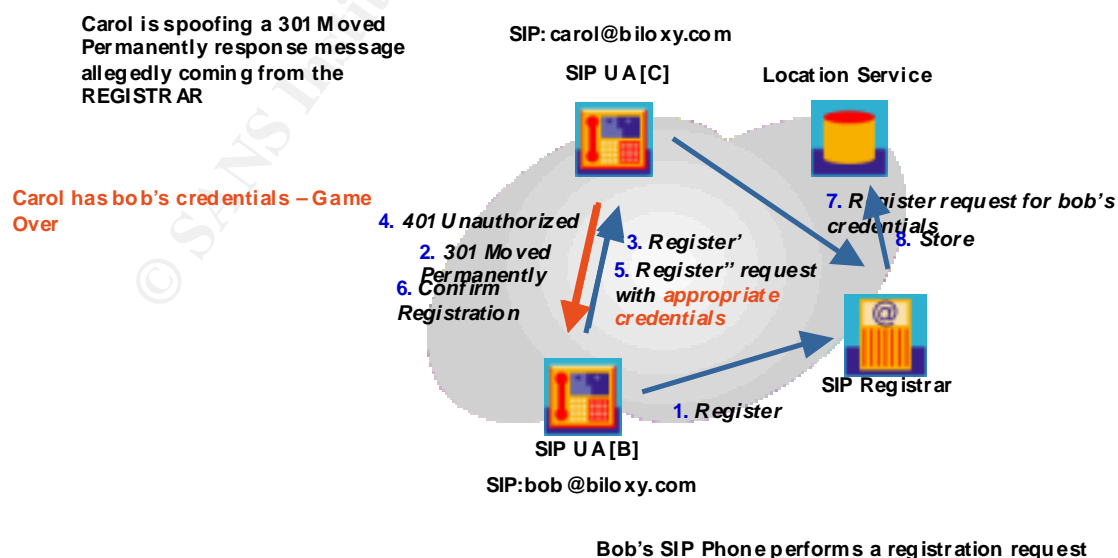 Carol is spoofing a 301 Moved
Permanently response message
allegedly coming from the
REGISTRAR
SIP:carol@biloxy.com
SIP UA[C]
Location Service
© SANS Instit
Carol has bob's credentials – Game
Over
4. 401 Unauthorized
2. 301 Moved
Permanently
6. Confirm
Registration
3. Register'
5. Register'' request
with appropriate
credentials
7. Register request for bob's
credentials
8. Store
@
SIP Registrar
1. Register
SIP UA[B]
SIP:bob@biloxy.com
Bob's SIP Phone performs a registration request